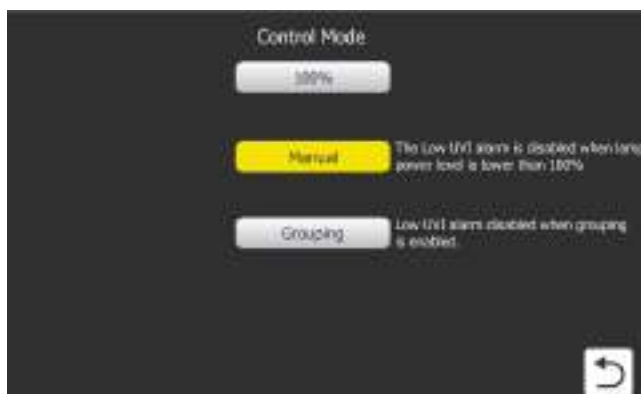 Control Mode
100%
Manual
The Low UVI alarm is disabled when lamp
power level is lower than 100%
Grouping
Low UVI alarm disabled when grouping
is enabled.